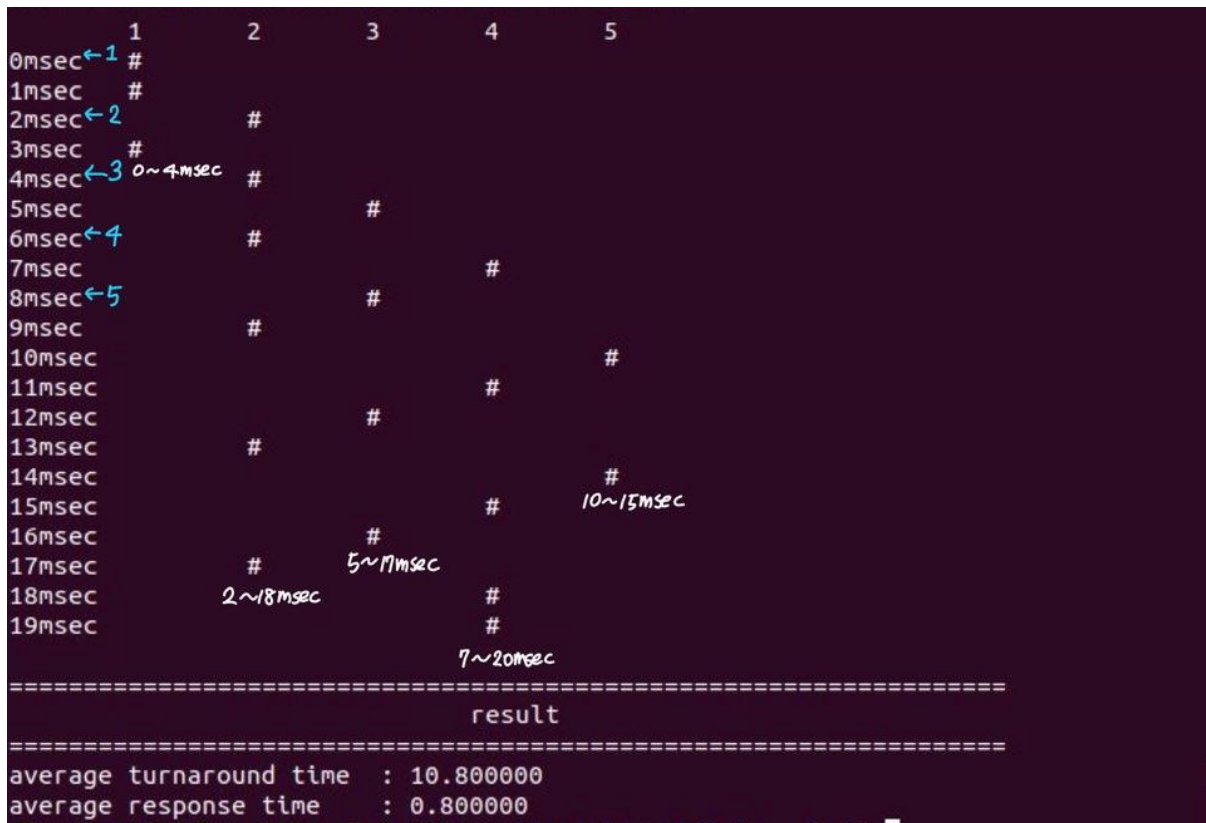 1 2 3 4 5
0msec ←1 #
1msec #
2msec ←2 #
3msec #
4msec ←3 0~4msec #
5msec #
6msec ←4 #
7msec #
8msec ←5 #
9msec #
10msec #
11msec #
12msec #
13msec #
14msec #
15msec # 10~15msec
16msec #
17msec # 5~17msec
18msec 2~18msec #
19msec #
7~20msec
===================================================================
result
===================================================================
average turnaround time : 10.800000
average response time : 0.800000